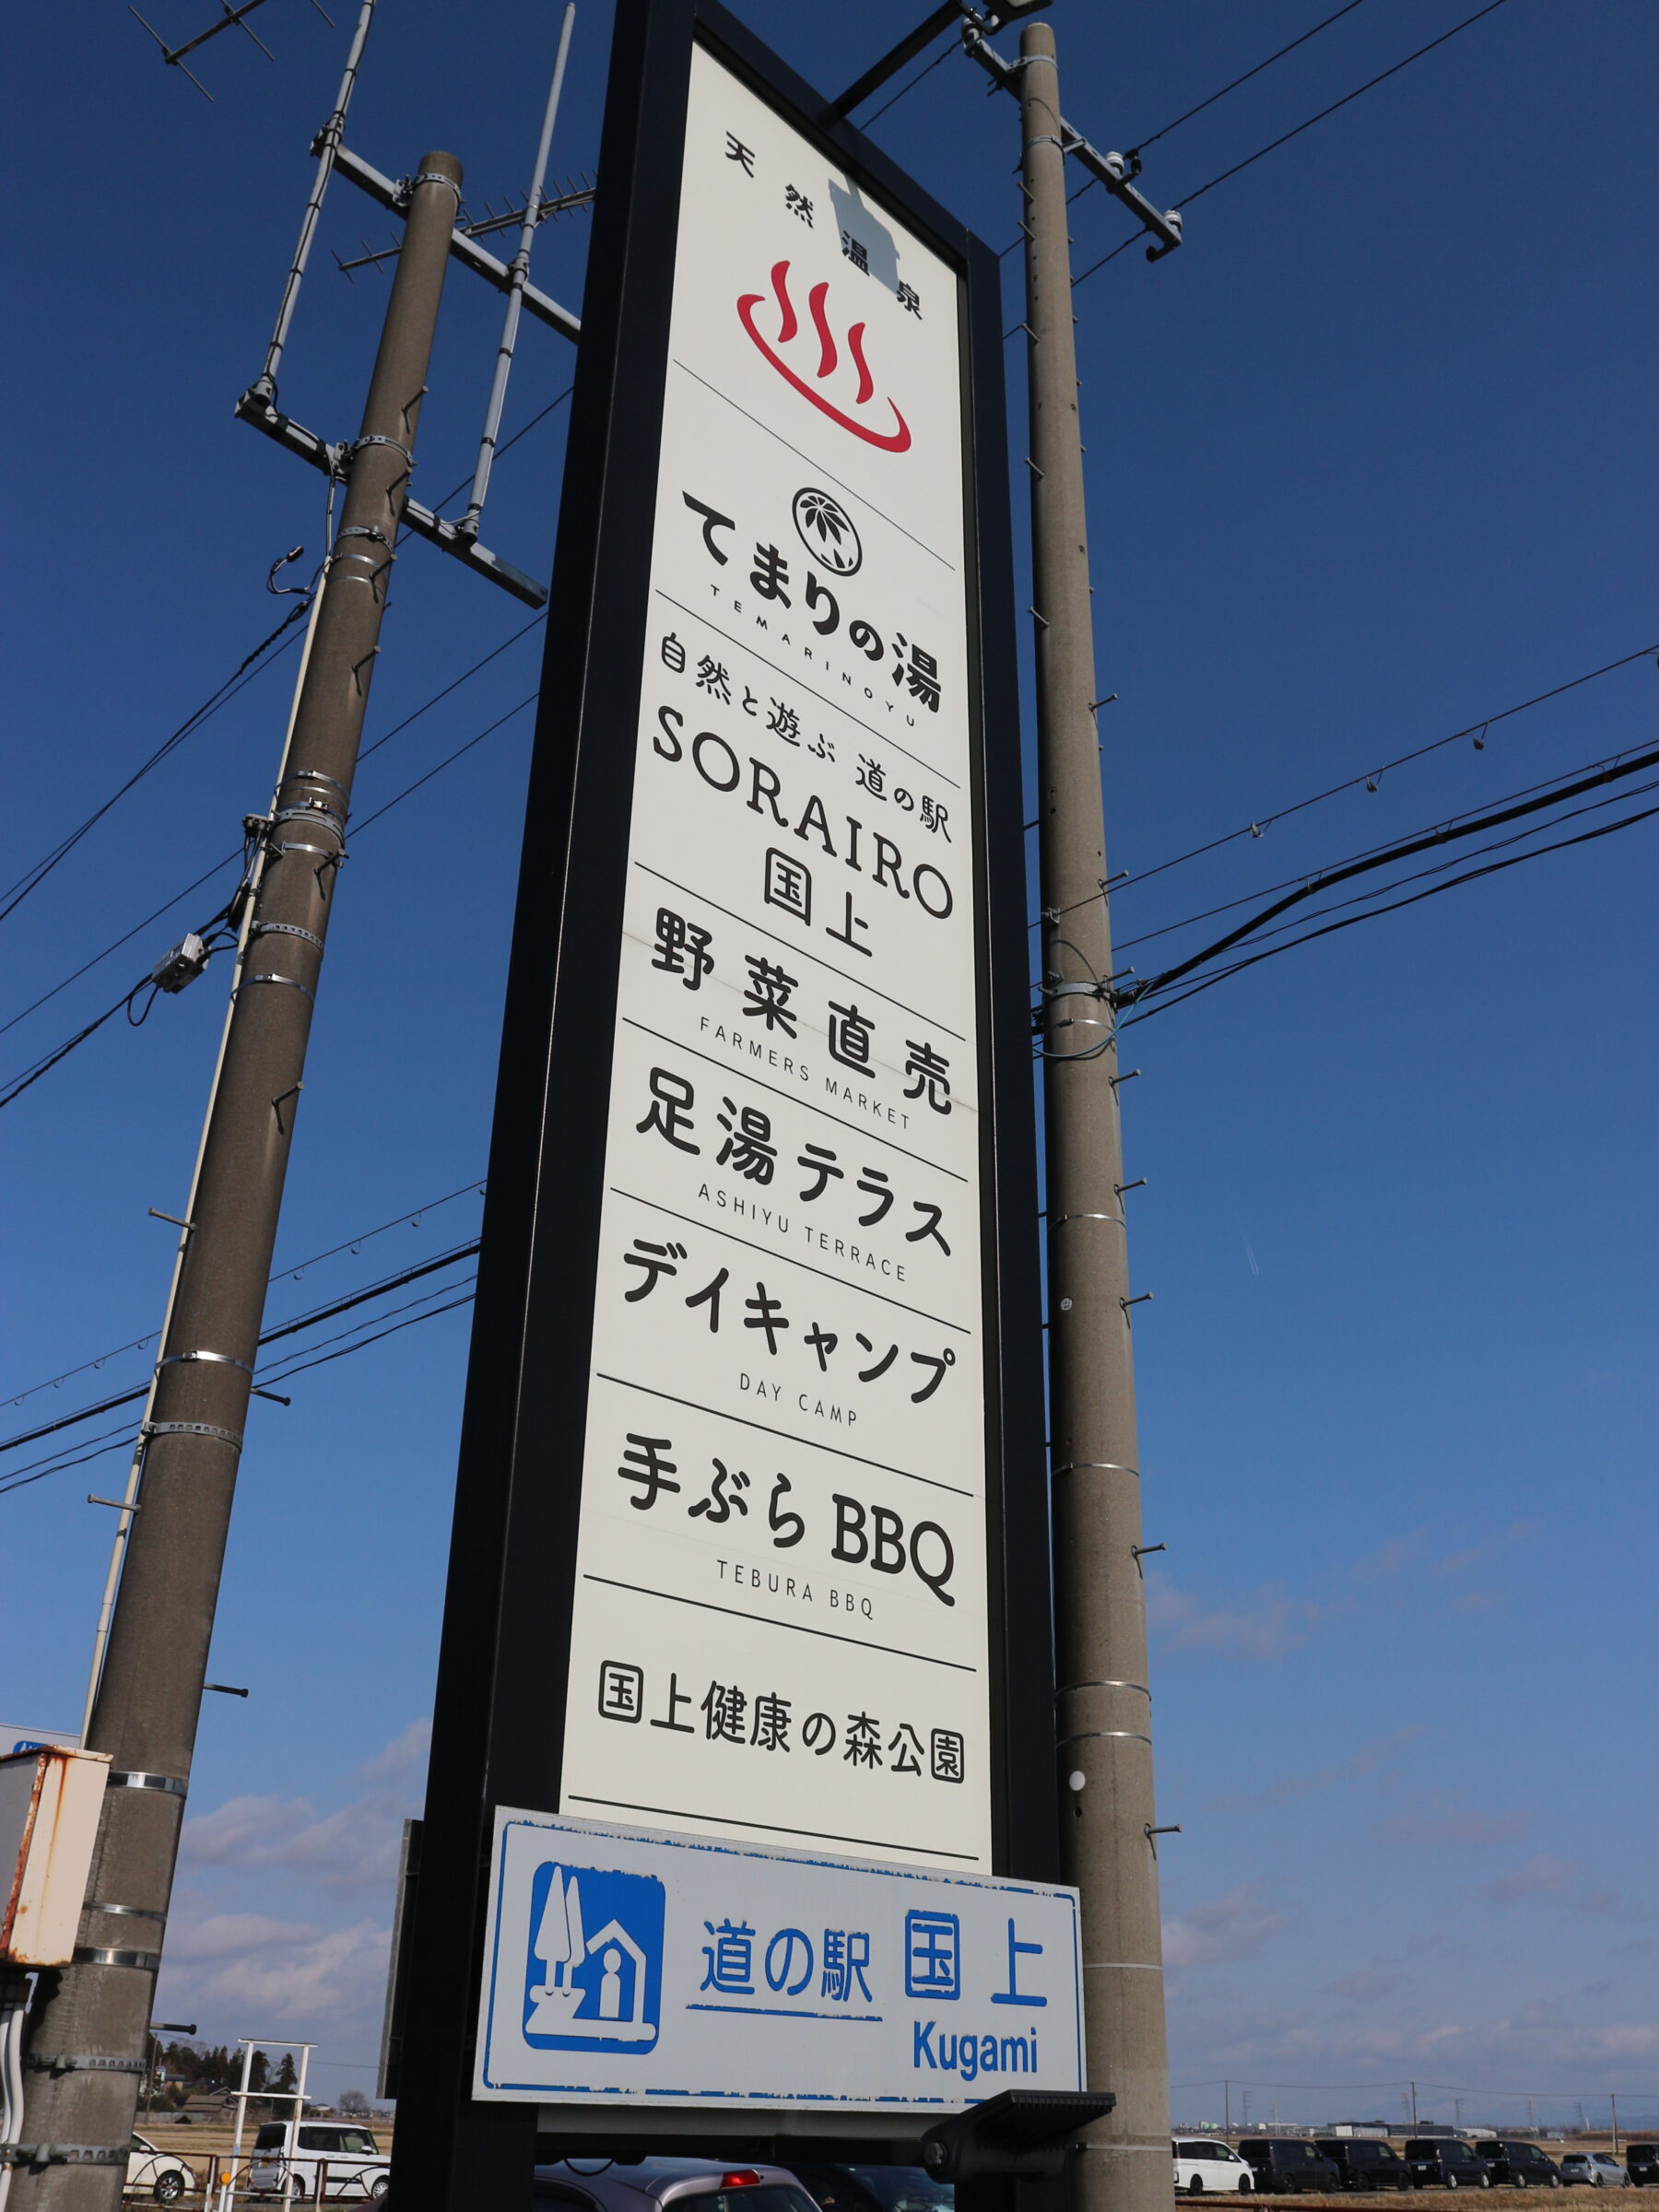 天然温泉
てまりの湯
TEMARINOYU
自然と遊ぶ 道の駅
SORAIRO
国上
野菜直売
FARMERS MARKET
足湯テラス
ASHIYU TERRACE
デイキャンプ
DAY CAMP
手ぶらBBQ
TEBURA BBQ
国上健康の森公園
道の駅 国上
Kugami